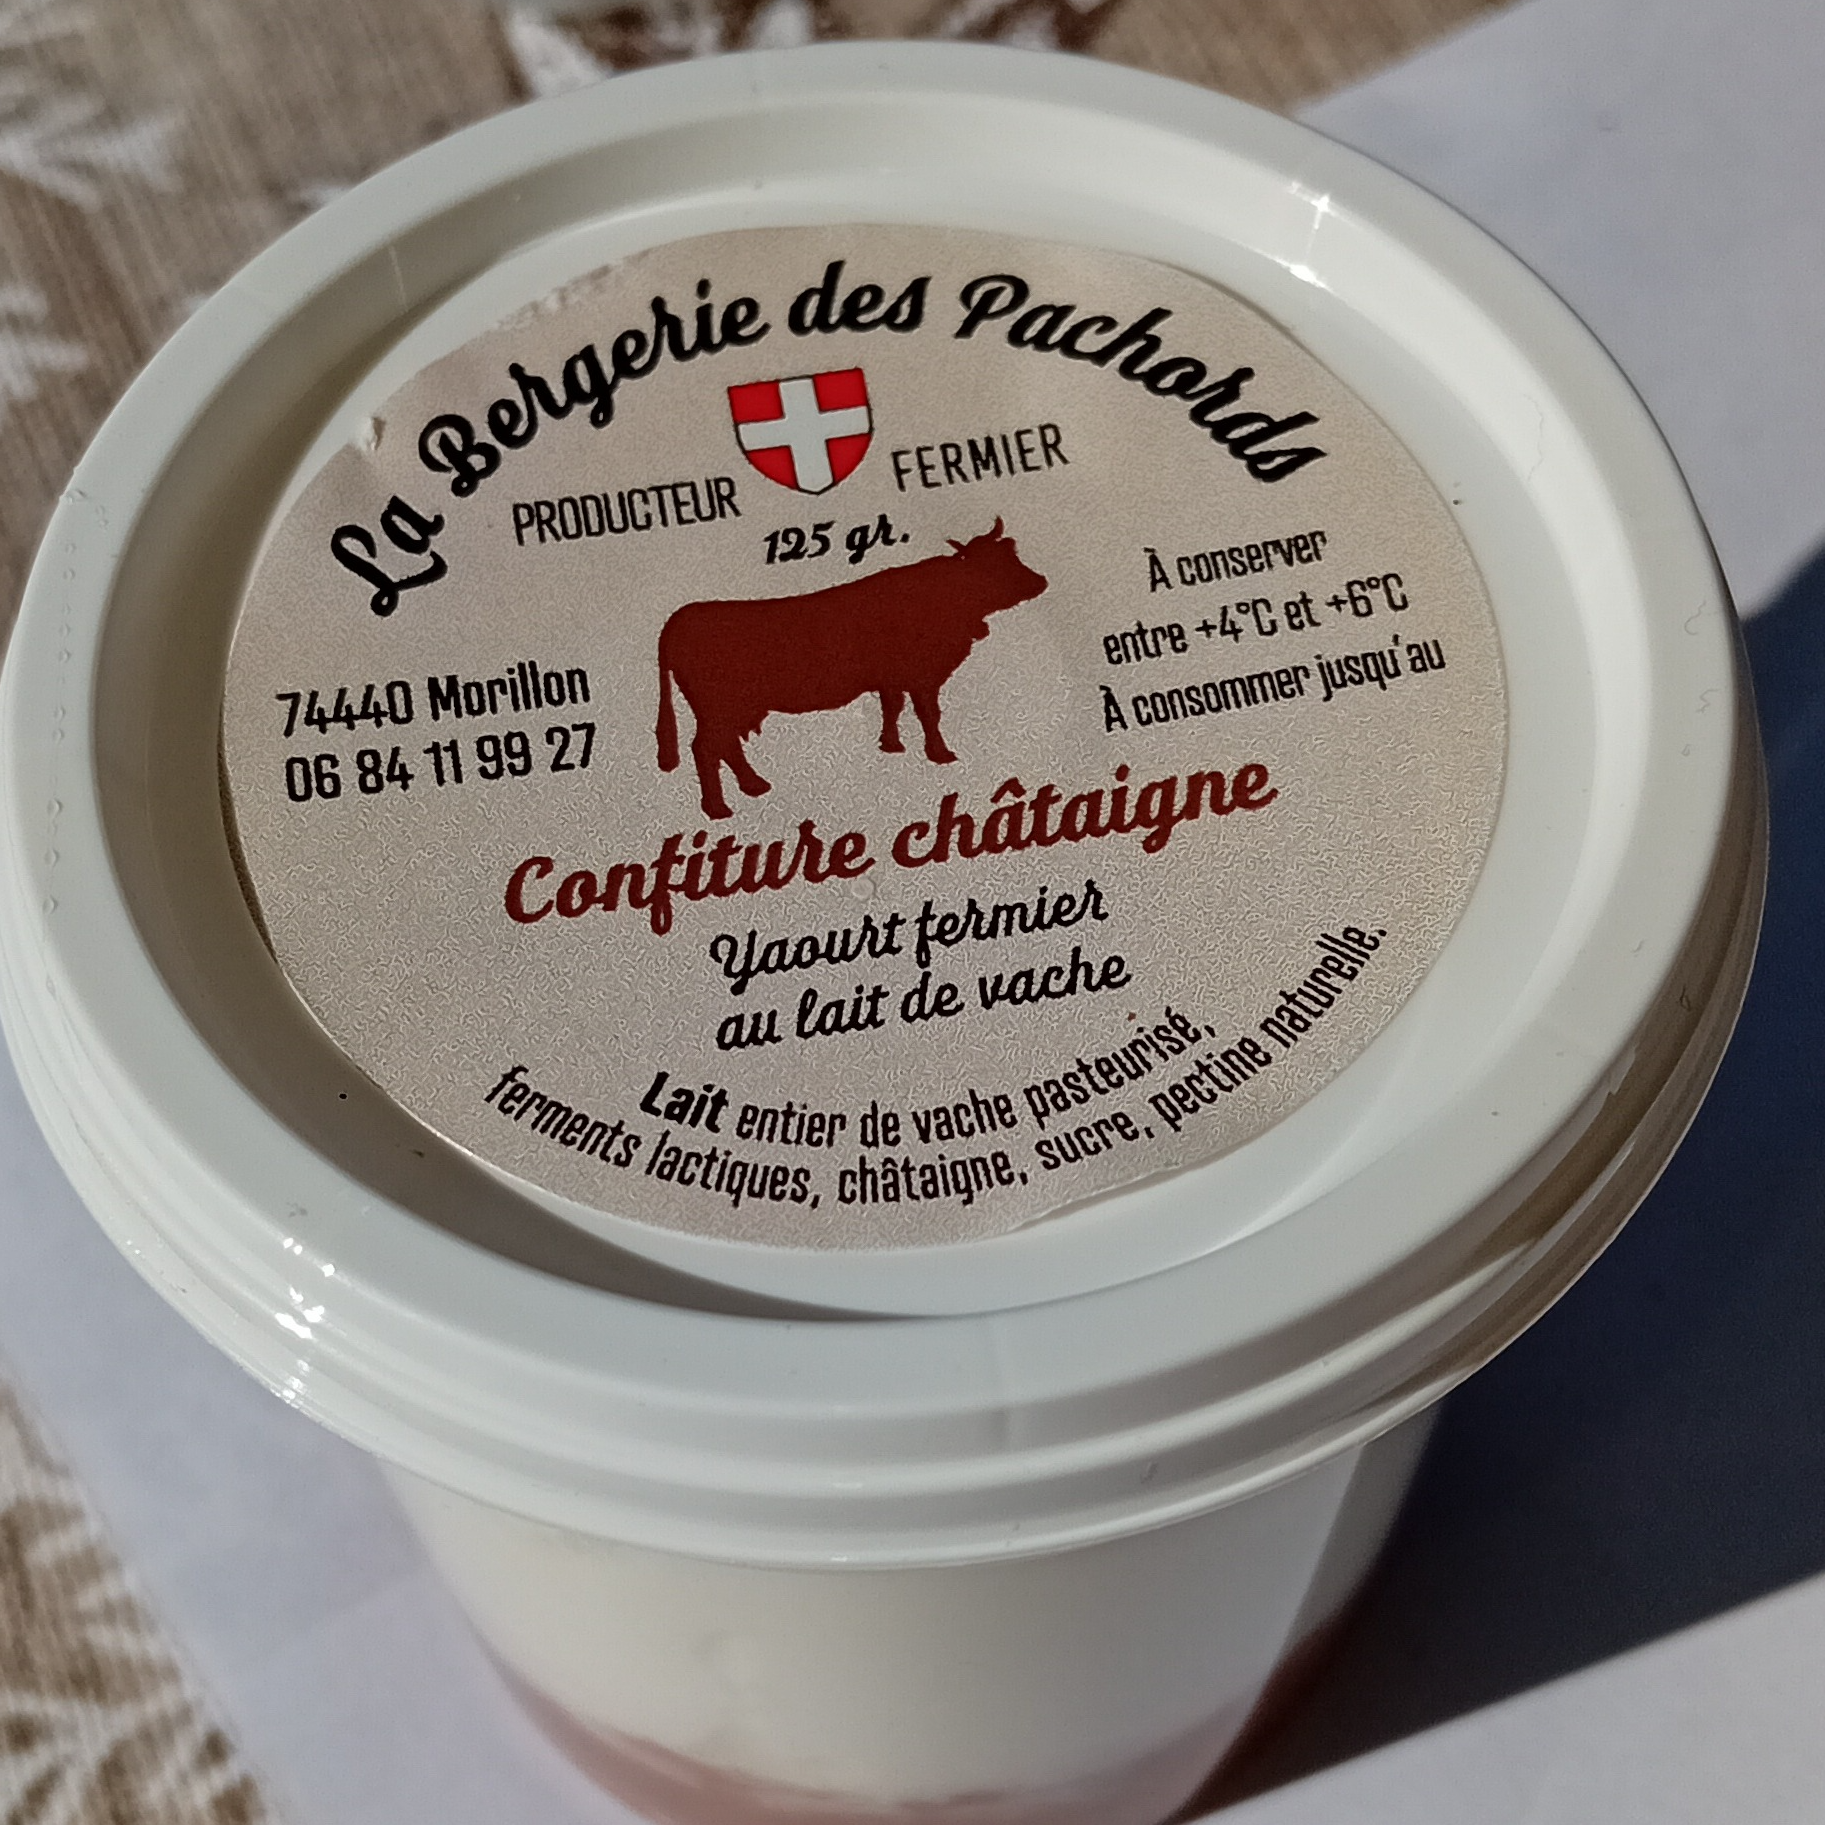 La Bergerie des Pachords
PRODUCTEUR FERMIER
125 gr.
74440 Morillon
06 84 11 99 27
À conserver
entre +4°C et +6°C
À consommer jusqu'au
Confiture châtaigne
Yaourt fermier
au lait de vache
Lait entier de vache pasteurisé,
ferments lactiques, châtaigne, sucre, pectine naturelle.